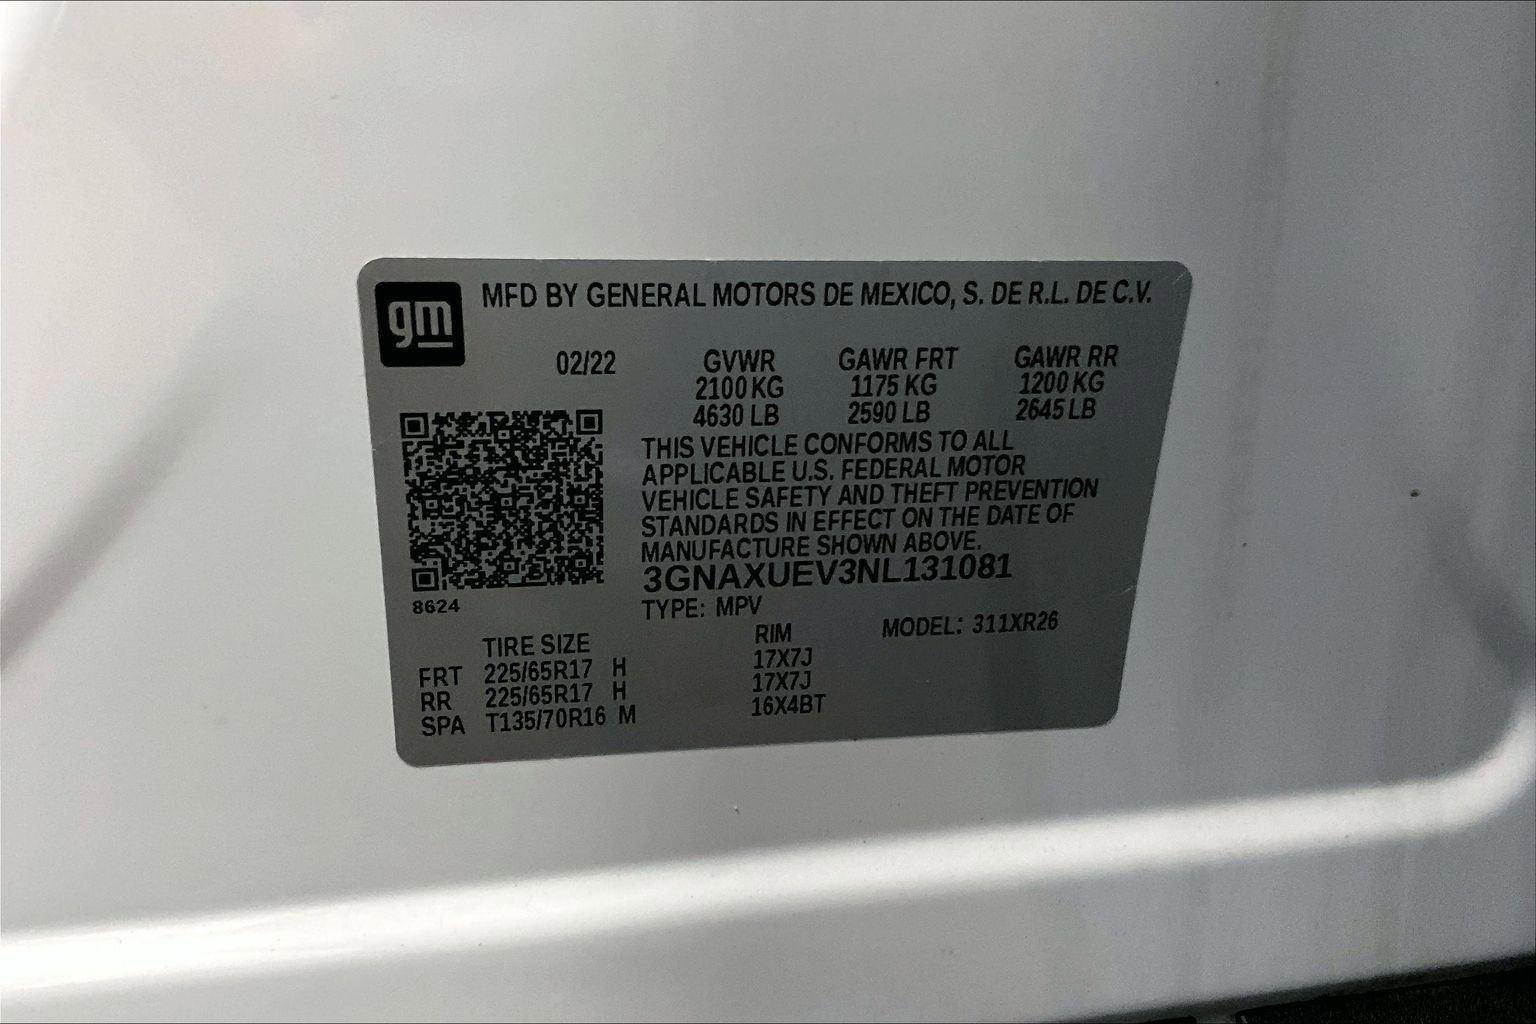 gm MFD BY GENERAL MOTORS DE MEXICO, S. DE R.L. DE C.V.
02/22 GVWR GAWR FRT GAWR RR
2100 KG 1175 KG 1200 KG
4630 LB 2590 LB 2645 LB
THIS VEHICLE CONFORMS TO ALL
APPLICABLE U.S. FEDERAL MOTOR
VEHICLE SAFETY AND THEFT PREVENTION
STANDARDS IN EFFECT ON THE DATE OF
MANUFACTURE SHOWN ABOVE.
3GNAXUEV3NL131081
8624 TYPE: MPV MODEL: 311XR26
TIRE SIZE RIM
FRT 225/65R17 H 17X7J
RR 225/65R17 H 17X7J
SPA T135/70R16 M 16X4BT